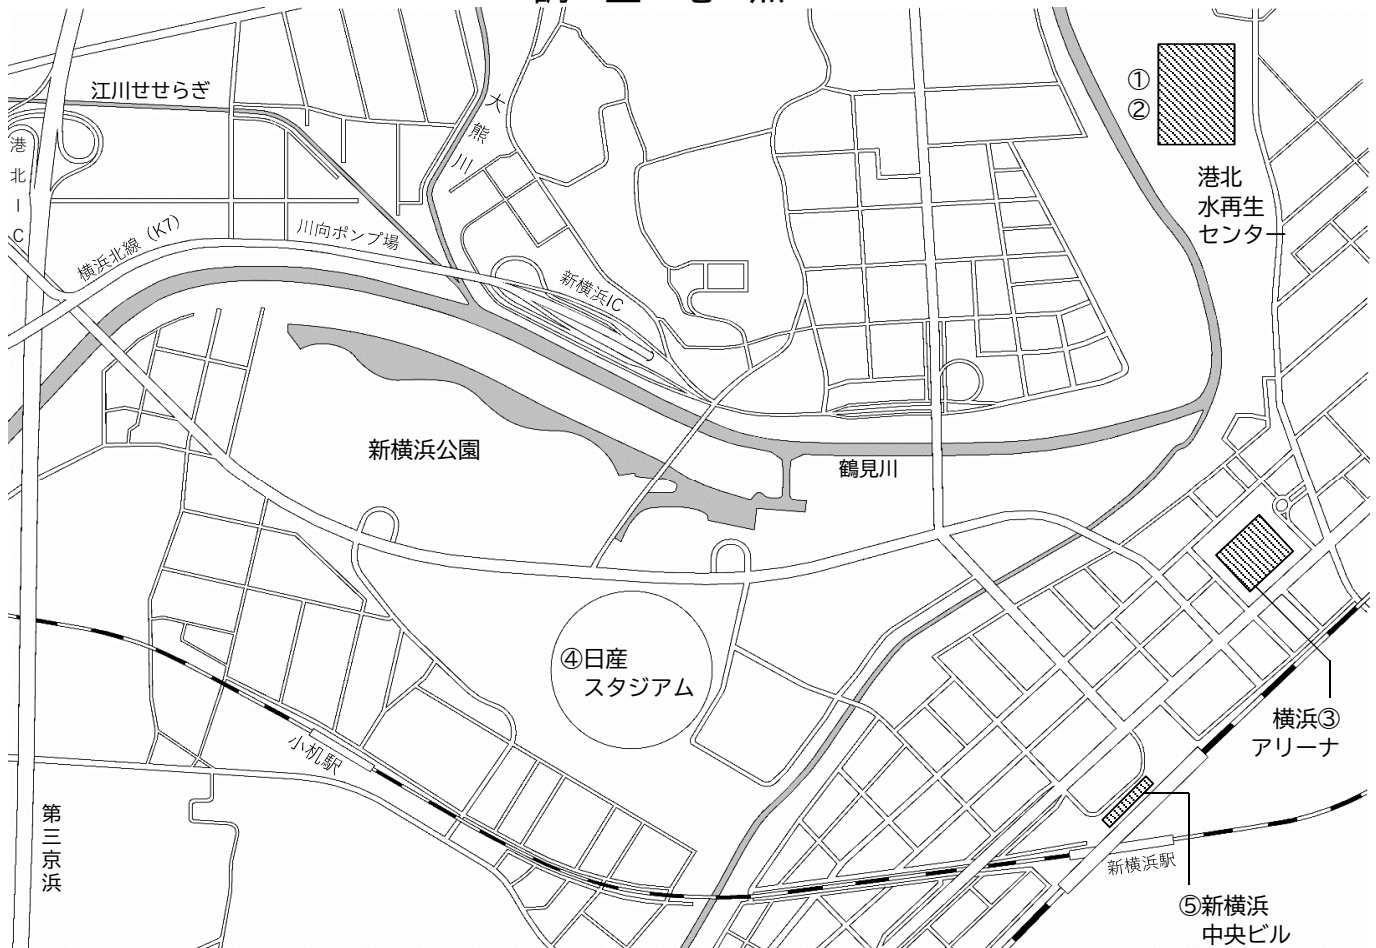 江川せせらぎ
大熊川
①
②
港北IC
港北
水再生
センター
横浜北線（K7）
川向ポンプ場
新横浜IC
新横浜公園
鶴見川
④日産
スタジアム
横浜③
アリーナ
小机駅
第三京浜
新横浜駅
⑤新横浜
中央ビル